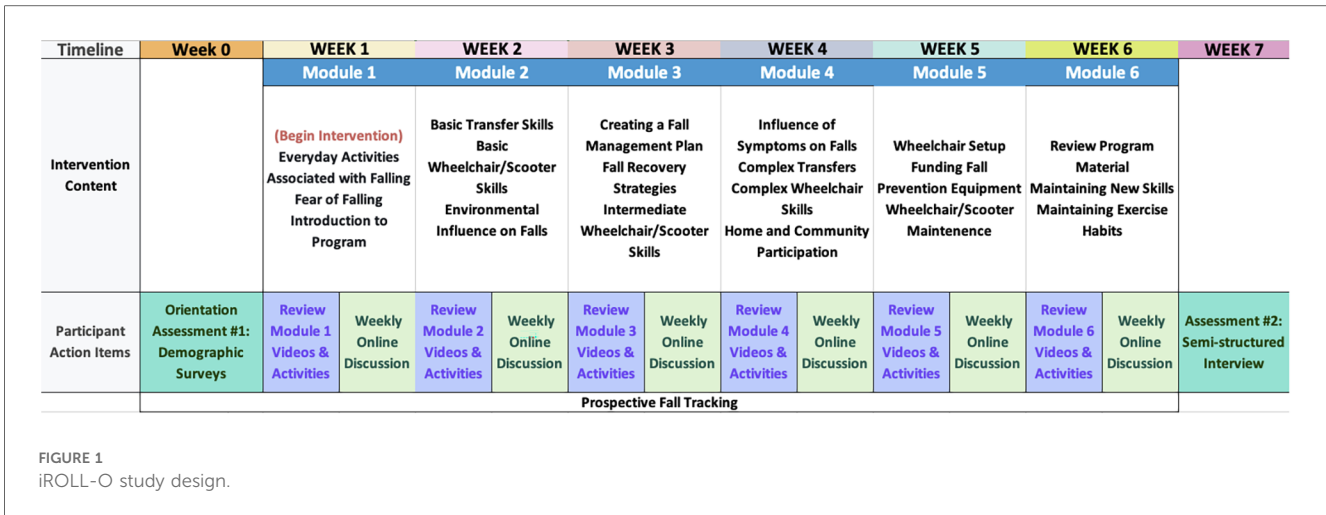 Timeline Week 0 WEEK 1 WEEK 2 WEEK 3 WEEK 4 WEEK 5 WEEK 6 WEEK 7
Module 1 Module 2 Module 3 Module 4 Module 5 Module 6
Intervention
Content
(Begin Intervention)
Everyday Activities
Associated with Falling
Fear of Falling
Introduction to
Program
Basic Transfer Skills
Basic
Wheelchair/Scooter
Skills
Environmental
Influence on Falls
Creating a Fall
Management Plan
Fall Recovery
Strategies
Intermediate
Wheelchair/Scooter
Skills
Influence of
Symptoms on Falls
Complex Transfers
Complex Wheelchair
Skills
Home and Community
Participation
Wheelchair Setup
Funding Fall
Prevention Equipment
Wheelchair/Scooter
Maintenence
Review Program
Material
Maintaining New Skills
Maintaining Exercise
Habits
Participant
Action Items
Orientation
Assessment #1:
Demographic
Surveys
Review
Module 1
Videos &
Activities
Weekly
Online
Discussion
Review
Module 2
Videos &
Activities
Weekly
Online
Discussion
Review
Module 3
Videos &
Activities
Weekly
Online
Discussion
Review
Module 4
Videos &
Activities
Weekly
Online
Discussion
Review
Module 5
Videos &
Activities
Weekly
Online
Discussion
Review
Module 6
Videos &
Activities
Weekly
Online
Discussion
Assessment #2:
Semi-structured
Interview
Prospective Fall Tracking
FIGURE 1
iROLL-O study design.